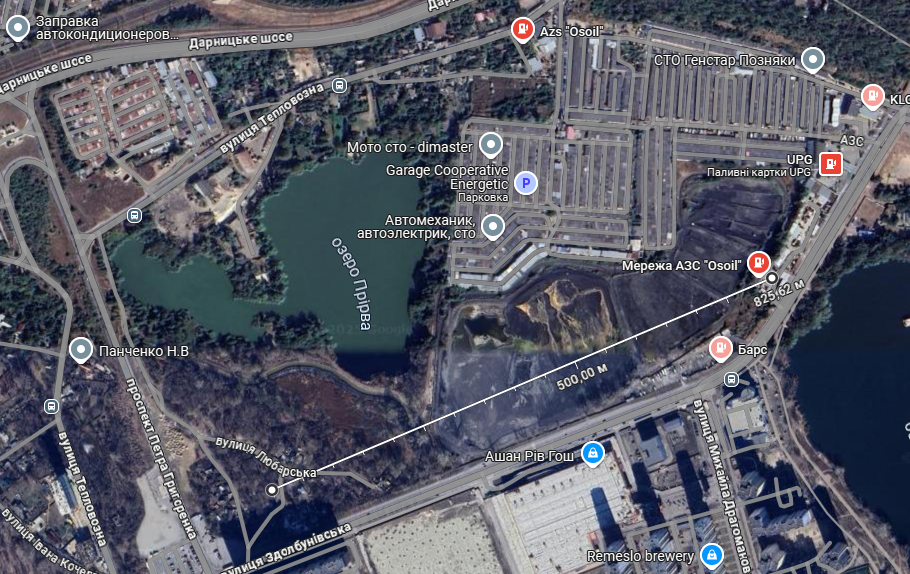 Заправка
автокондиционеров...
Дарницьке шосе
Дарницьке шосе
Azs "Osoil"
СТО Генстар Позняки
KLO
вулиця Тепловозна
АЗС
Мото сто - dimaster
UPG
Паливні картки UPG
Garage Cooperative
Energetic
Парковка
Автомеханик,
автоэлектрик, сто
озеро Прірва
Мережа АЗС "Osoil"
825,62 м
Панченко Н.В
Барс
500,00 м
проспект Петра Григоренка
вулиця Любарська
вулиця Тепловозна
Ашан Рів Гош
вулиця Михайла Драгоманов
вулиця Здолбунівська
вулиця Івана Кочер
Remeslo brewery